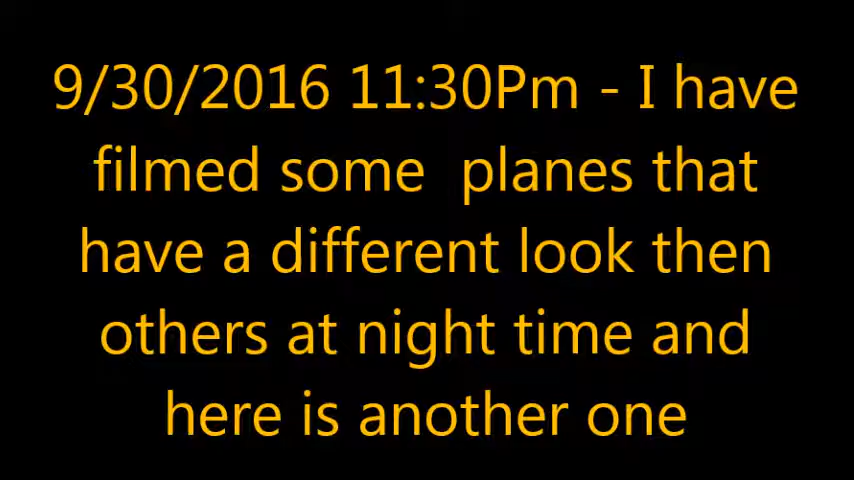 9/30/2016 11:30Pm - I have
filmed some  planes that
have a different look then
others at night time and
here is another one